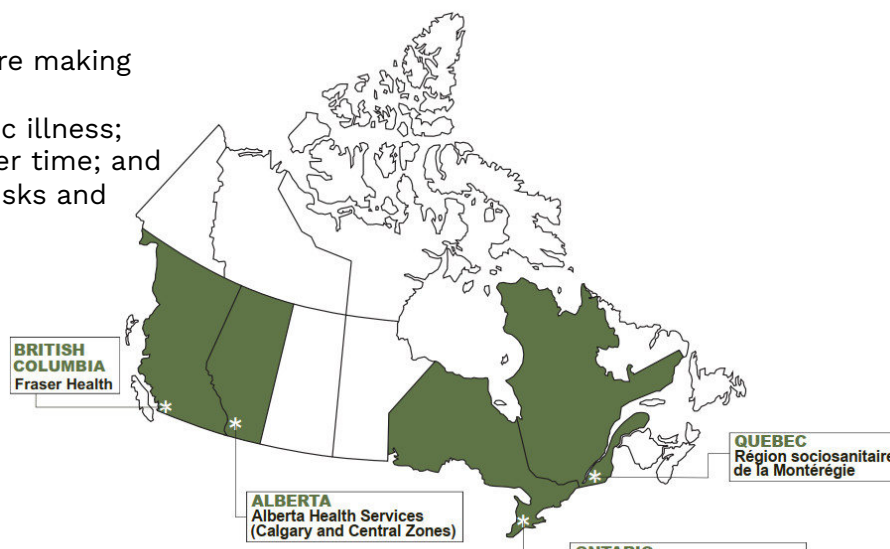 re making
c illness;
er time; and
sks and
BRITISH
COLUMBIA
Fraser Health
QUEBEC
Région sociosanitaire
de la Montérégie
ALBERTA
Alberta Health Services
(Calgary and Central Zones)
ONTARIO